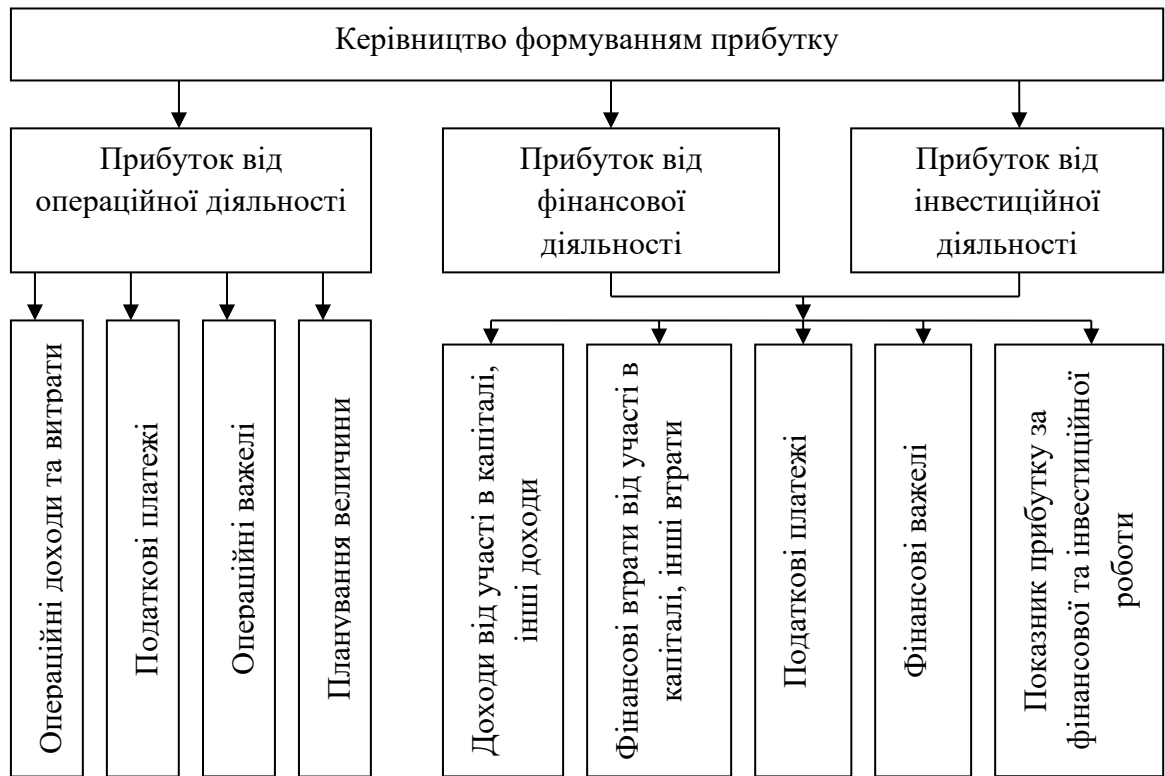 Керівництво формуванням прибутку
Прибуток від
операційної діяльності
Прибуток від
фінансової
діяльності
Прибуток від
інвестиційної
діяльності
Операційні доходи та витрати
Податкові платежі
Операційні важелі
Планування величини
Доходи від участі в капіталі,
інші доходи
Фінансові втрати від участі в
капіталі, інші втрати
Податкові платежі
Фінансові важелі
Показник прибутку за
фінансової та інвестиційної
роботи